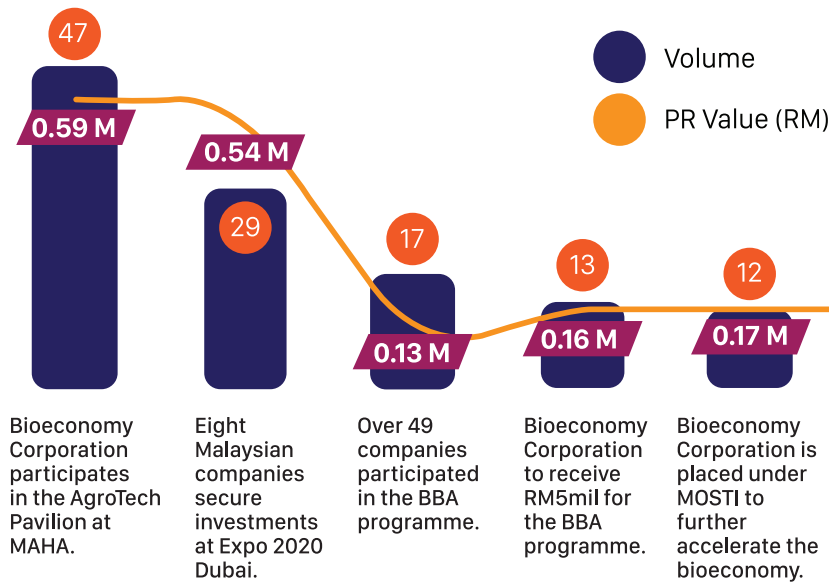 47
Volume
PR Value (RM)
0.59 M
0.54 M
29
17
13
12
0.13 M
0.16 M
0.17 M
Bioeconomy
Corporation
participates
in the AgroTech
Pavilion at
MAHA.
Eight
Malaysian
companies
secure
investments
at Expo 2020
Dubai.
Over 49
companies
participated
in the BBA
programme.
Bioeconomy
Corporation
to receive
RM5mil for
the BBA
programme.
Bioeconomy
Corporation is
placed under
MOSTI to
further
accelerate the
bioeconomy.